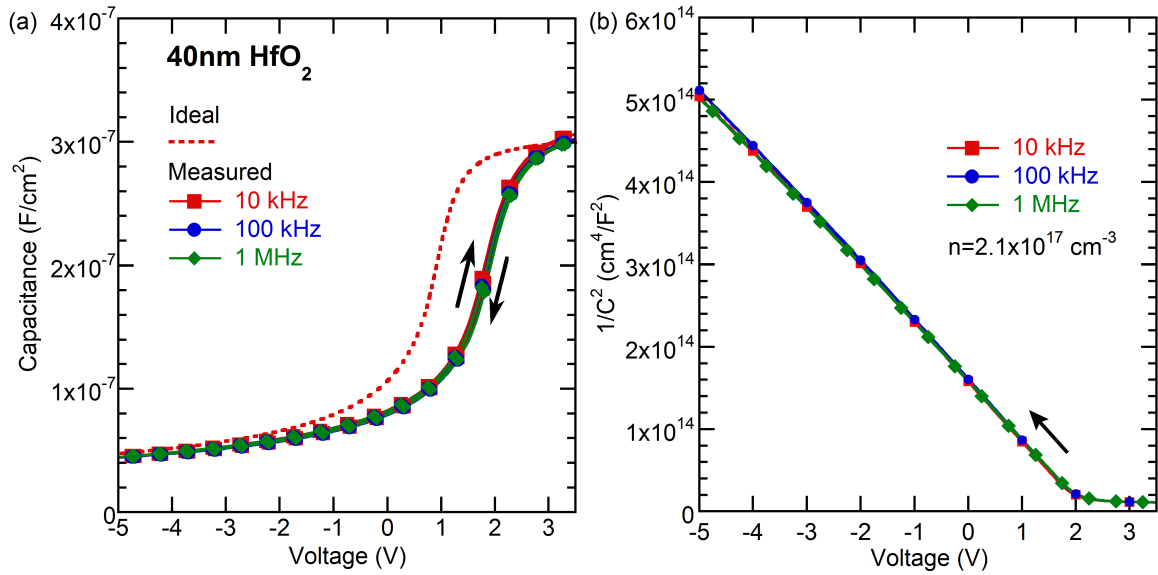 (a)
4x10⁻⁷
3x10⁻⁷
2x10⁻⁷
1x10⁻⁷
0
Capacitance (F/cm²)
40nm HfO₂
Ideal
Measured
10 kHz
100 kHz
1 MHz
-5 -4 -3 -2 -1 0 1 2 3
Voltage (V)
(b)
6x10¹⁴
5x10¹⁴
4x10¹⁴
3x10¹⁴
2x10¹⁴
1x10¹⁴
0
1/C² (cm⁴/F²)
10 kHz
100 kHz
1 MHz
n=2.1x10¹⁷ cm⁻³
-5 -4 -3 -2 -1 0 1 2 3
Voltage (V)